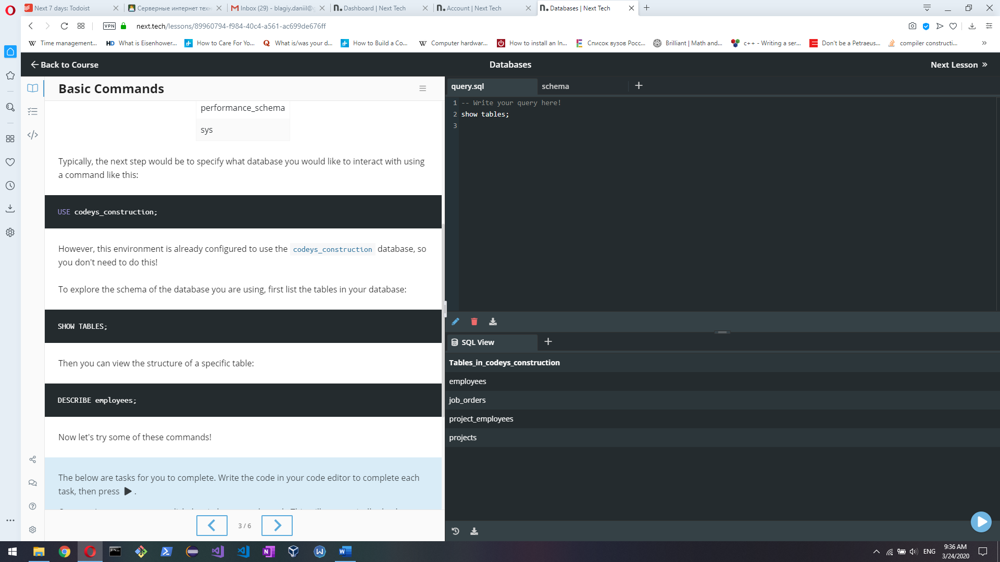 Next 7 days: Todoist
Серверные интернет техн
Inbox (29) - blagiy.daniil@g
n. Dashboard | Next Tech
n. Account | Next Tech
n. Databases | Next Tech
VPN
next.tech/lessons/89960794-f984-40c4-a561-ac699de676ff
W Time management...
HD What is Eisenhower...
How to Care For Yo...
Q What is/was your d...
How to Build a Co...
W Computer hardwar...
How to install an In...
Список вузов Росс...
Brilliant | Math and...
c++ - Writing a ser...
Don't be a Petraeus...
compiler constructi...
Back to Course
Databases
Next Lesson »
Basic Commands
performance_schema
sys
Typically, the next step would be to specify what database you would like to interact with using
a command like this:
USE codeys_construction;
However, this environment is already configured to use the codeys_construction database, so
you don't need to do this!
To explore the schema of the database you are using, first list the tables in your database:
SHOW TABLES;
Then you can view the structure of a specific table:
DESCRIBE employees;
Now let's try some of these commands!
The below are tasks for you to complete. Write the code in your code editor to complete each
task, then press ▶ .
3 / 6
query.sql
schema
1 -- Write your query here!
2 show tables;
3
SQL View
Tables_in_codeys_construction
employees
job_orders
project_employees
projects
ENG
9:36 AM
3/24/2020